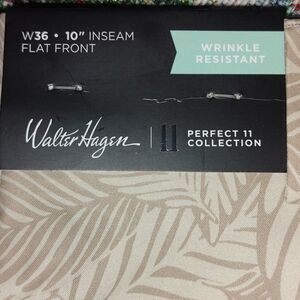 W36 • 10" INSEAM
FLAT FRONT
WRINKLE
RESISTANT
Walter Hagen
PERFECT 11
COLLECTION